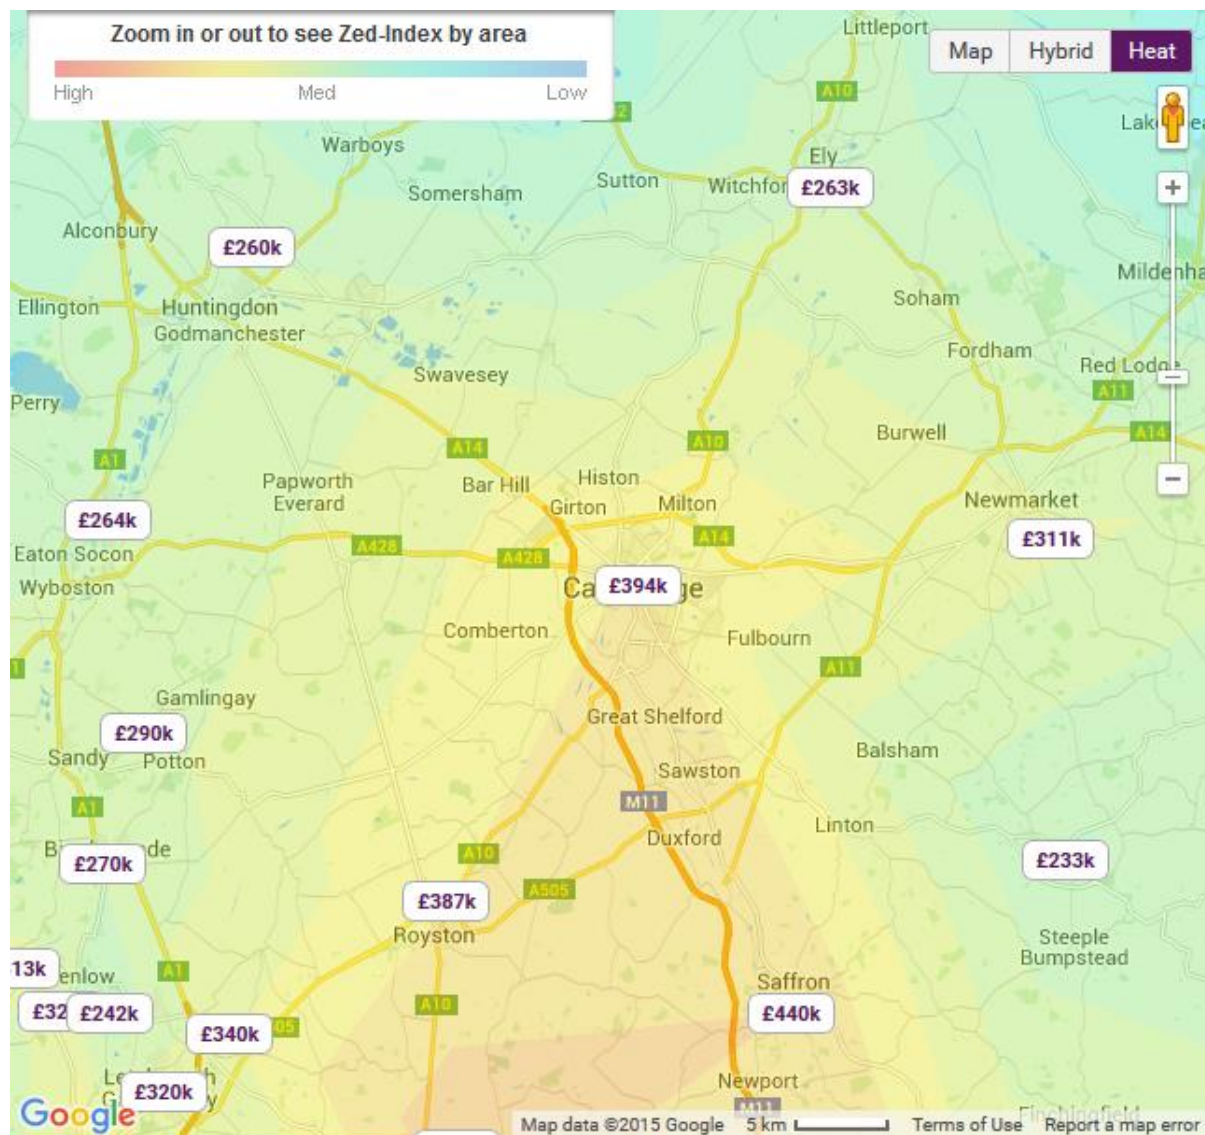 Zoom in or out to see Zed-Index by area
High Med Low
Map Hybrid Heat
Littleport
A10
Warboys
Ely
Somersham
Sutton
£263k
Alconbury
£260k
Ellington
Huntingdon
Godmanchester
Soham
Fordham
Red Lodge
Swavesey
Perry
A11
A14
Burwell
A10
A14
A1
Papworth
Everard
Bar Hill
Histon
Girton
Milton
Newmarket
£264k
A14
£311k
Eaton Socon
A428
A428
Wyboston
£394k
Comberton
Fulbourn
A11
Gamlingay
Great Shelford
£290k
Sandy
Potton
Balsham
Sawston
A1
M11
Linton
Duxford
£270k
A10
£233k
£387k
A505
Royston
Steeple
Bumpstead
A1
Saffron
A10
£242k
£440k
£340k
Newport
£320k
M11
Google
Map data ©2015 Google 5 km Terms of Use Report a map error